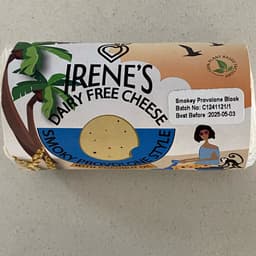 IRENE'S
DAIRY FREE CHEESE
SMOKY PROVOLONE STYLE
Smokey Provolone Block
Batch No: C1241121/1
Best Before :2025-05-03